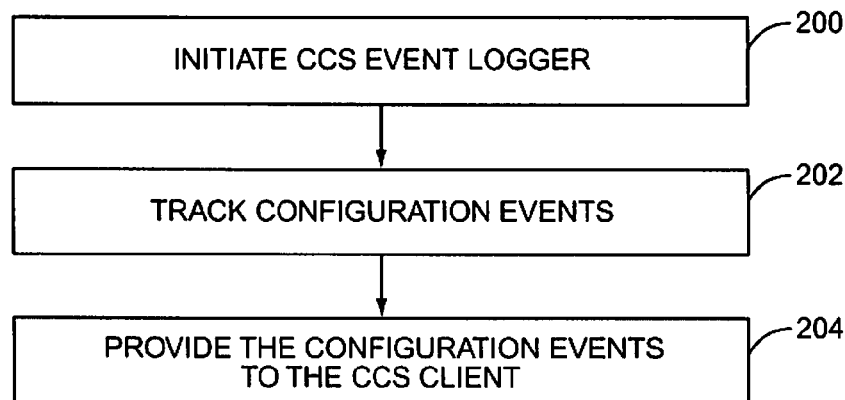 200
INITIATE CCS EVENT LOGGER
202
TRACK CONFIGURATION EVENTS
204
PROVIDE THE CONFIGURATION EVENTS
TO THE CCS CLIENT